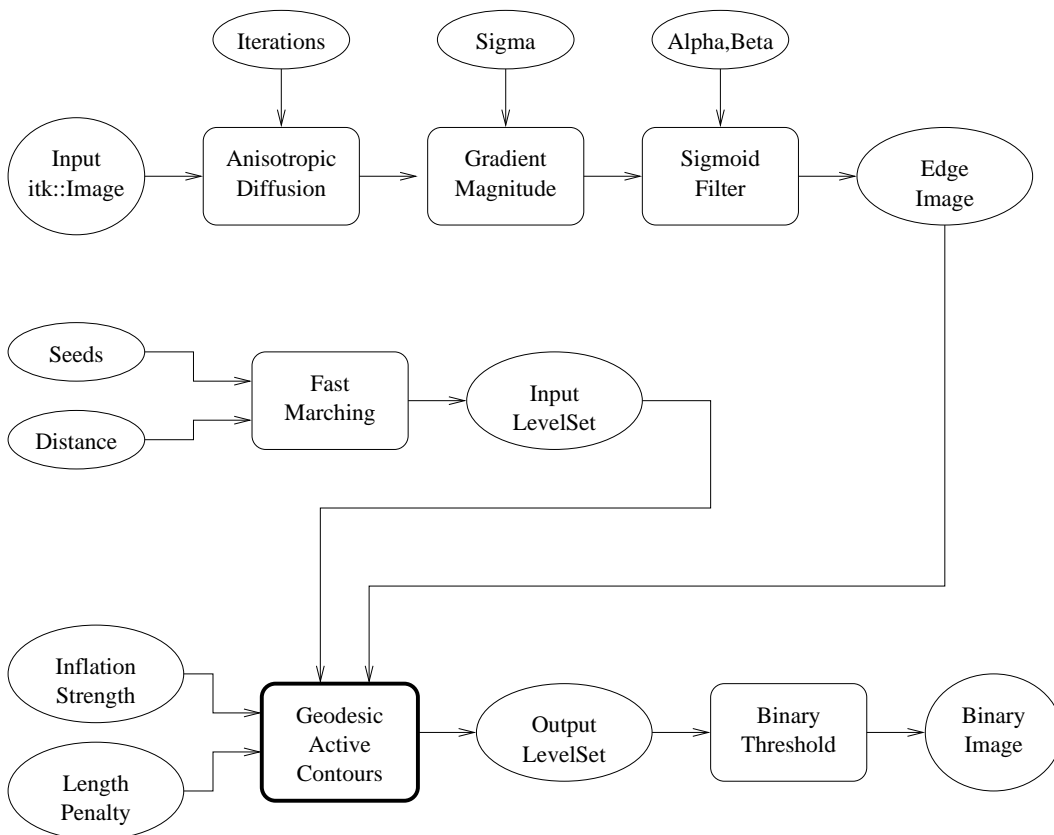 Iterations
Sigma
Alpha,Beta
Input
itk::Image
Anisotropic
Diffusion
Gradient
Magnitude
Sigmoid
Filter
Edge
Image
Seeds
Distance
Fast
Marching
Input
LevelSet
Inflation
Strength
Length
Penalty
Geodesic
Active
Contours
Output
LevelSet
Binary
Threshold
Binary
Image